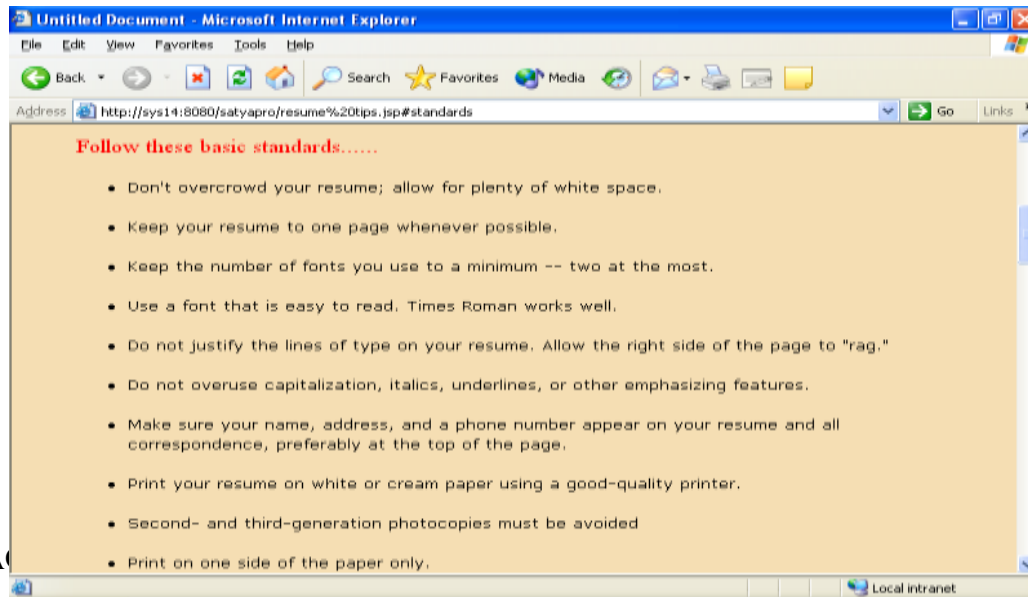 Untitled Document - Microsoft Internet Explorer
File Edit View Favorites Tools Help
Back Search Favorites Media
Address http://sys14:8080/satyapro/resume%20tips.jsp#standards Go Links
Follow these basic standards......
• Don't overcrowd your resume; allow for plenty of white space.
• Keep your resume to one page whenever possible.
• Keep the number of fonts you use to a minimum -- two at the most.
• Use a font that is easy to read. Times Roman works well.
• Do not justify the lines of type on your resume. Allow the right side of the page to "rag."
• Do not overuse capitalization, italics, underlines, or other emphasizing features.
• Make sure your name, address, and a phone number appear on your resume and all
correspondence, preferably at the top of the page.
• Print your resume on white or cream paper using a good-quality printer.
• Second- and third-generation photocopies must be avoided
• Print on one side of the paper only.
Local intranet